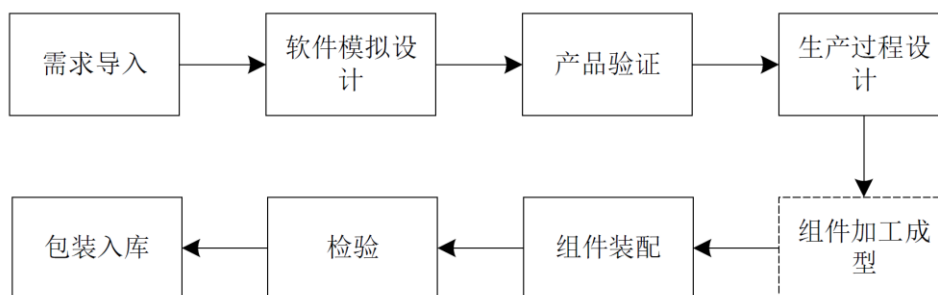 需求导入
软件模拟设
计
产品验证
生产过程设
计
包装入库
检验
组件装配
组件加工成
型